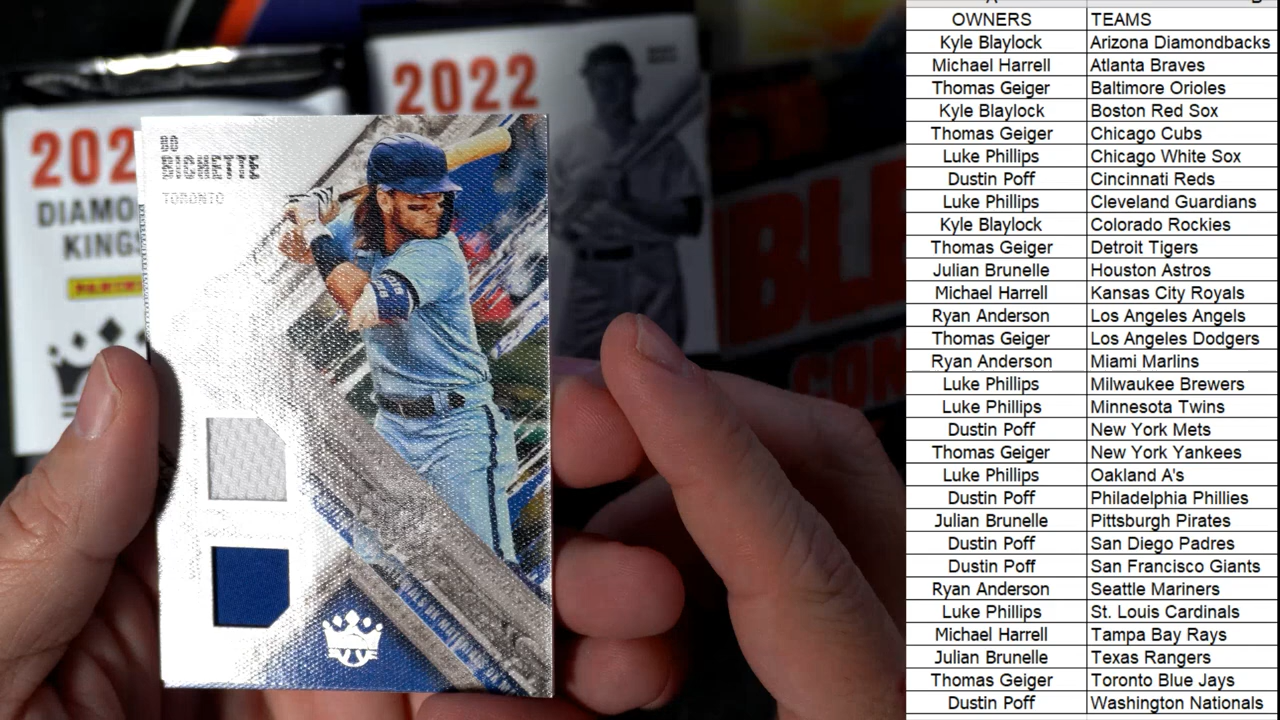 2022
202
DIAMO
KINGS
PANINI
BO
BICHETTE
TORONTO
BLE
CON
OWNERS TEAMS
Kyle Blaylock Arizona Diamondbacks
Michael Harrell Atlanta Braves
Thomas Geiger Baltimore Orioles
Kyle Blaylock Boston Red Sox
Thomas Geiger Chicago Cubs
Luke Phillips Chicago White Sox
Dustin Poff Cincinnati Reds
Luke Phillips Cleveland Guardians
Kyle Blaylock Colorado Rockies
Thomas Geiger Detroit Tigers
Julian Brunelle Houston Astros
Michael Harrell Kansas City Royals
Ryan Anderson Los Angeles Angels
Thomas Geiger Los Angeles Dodgers
Ryan Anderson Miami Marlins
Luke Phillips Milwaukee Brewers
Luke Phillips Minnesota Twins
Dustin Poff New York Mets
Thomas Geiger New York Yankees
Luke Phillips Oakland A's
Dustin Poff Philadelphia Phillies
Julian Brunelle Pittsburgh Pirates
Dustin Poff San Diego Padres
Dustin Poff San Francisco Giants
Ryan Anderson Seattle Mariners
Luke Phillips St. Louis Cardinals
Michael Harrell Tampa Bay Rays
Julian Brunelle Texas Rangers
Thomas Geiger Toronto Blue Jays
Dustin Poff Washington Nationals